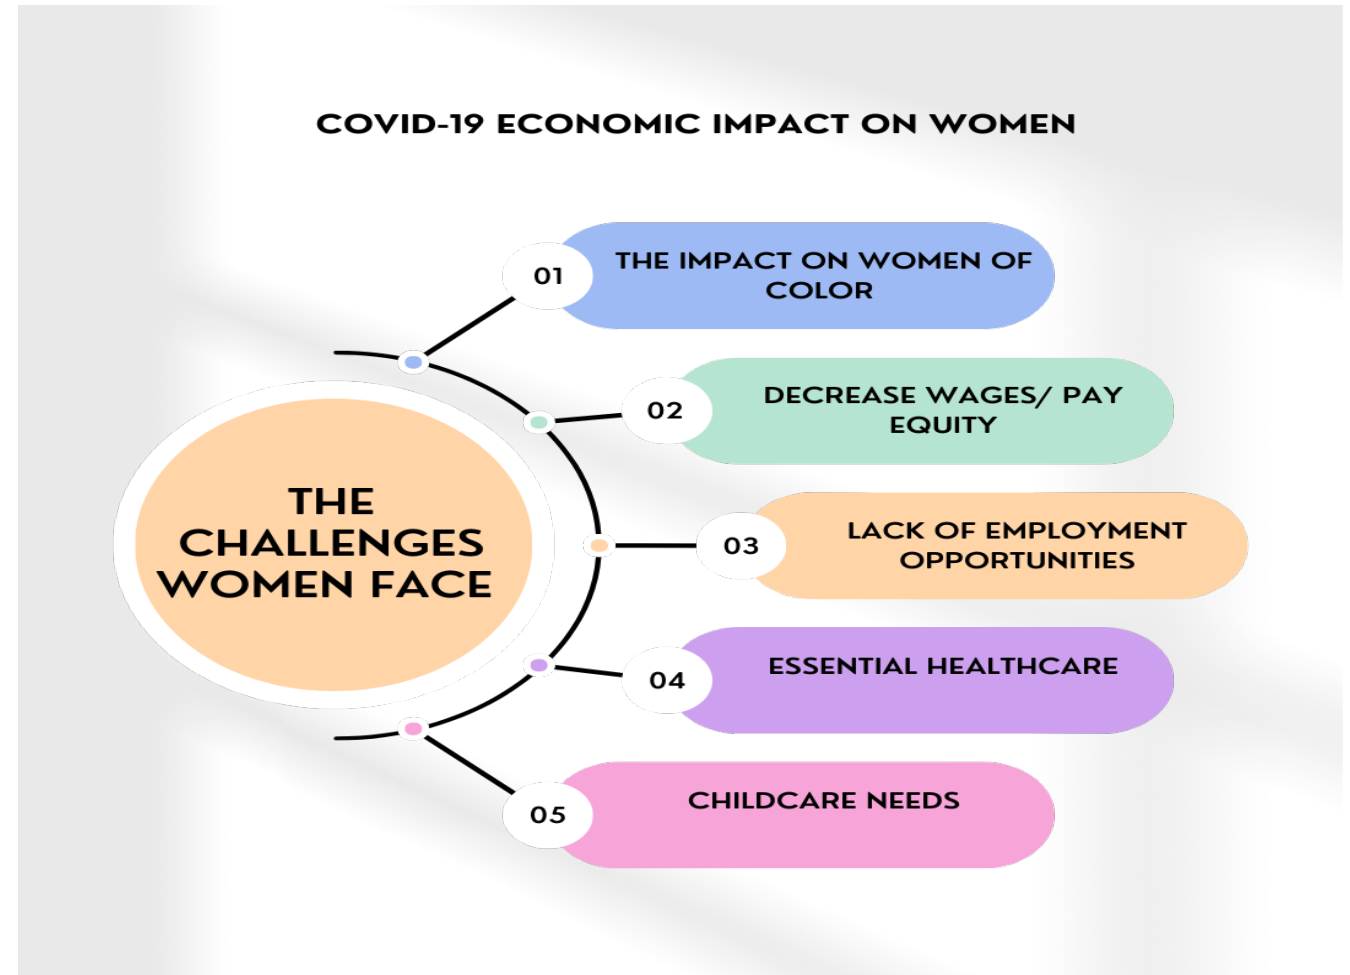 COVID-19 ECONOMIC IMPACT ON WOMEN
THE
CHALLENGES
WOMEN FACE
01
THE IMPACT ON WOMEN OF
COLOR
02
DECREASE WAGES/ PAY
EQUITY
03
LACK OF EMPLOYMENT
OPPORTUNITIES
04
ESSENTIAL HEALTHCARE
05
CHILDCARE NEEDS